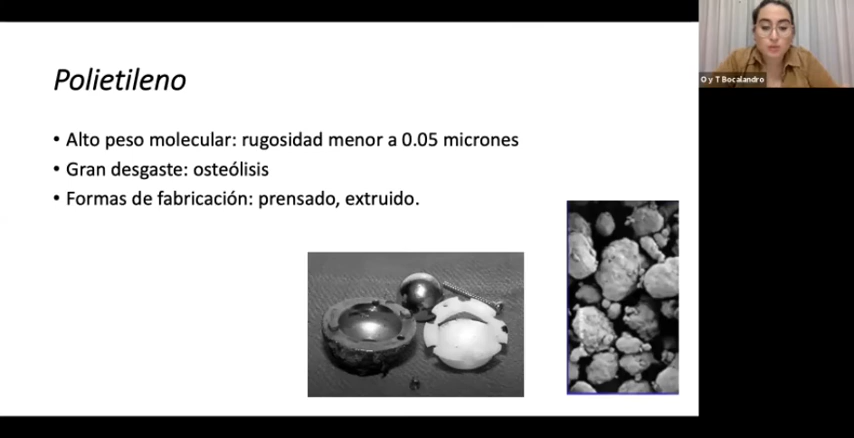 Polietileno
• Alto peso molecular: rugosidad menor a 0.05 micrones
• Gran desgaste: osteólisis
• Formas de fabricación: prensado, extruido.
O y T Bocalandro